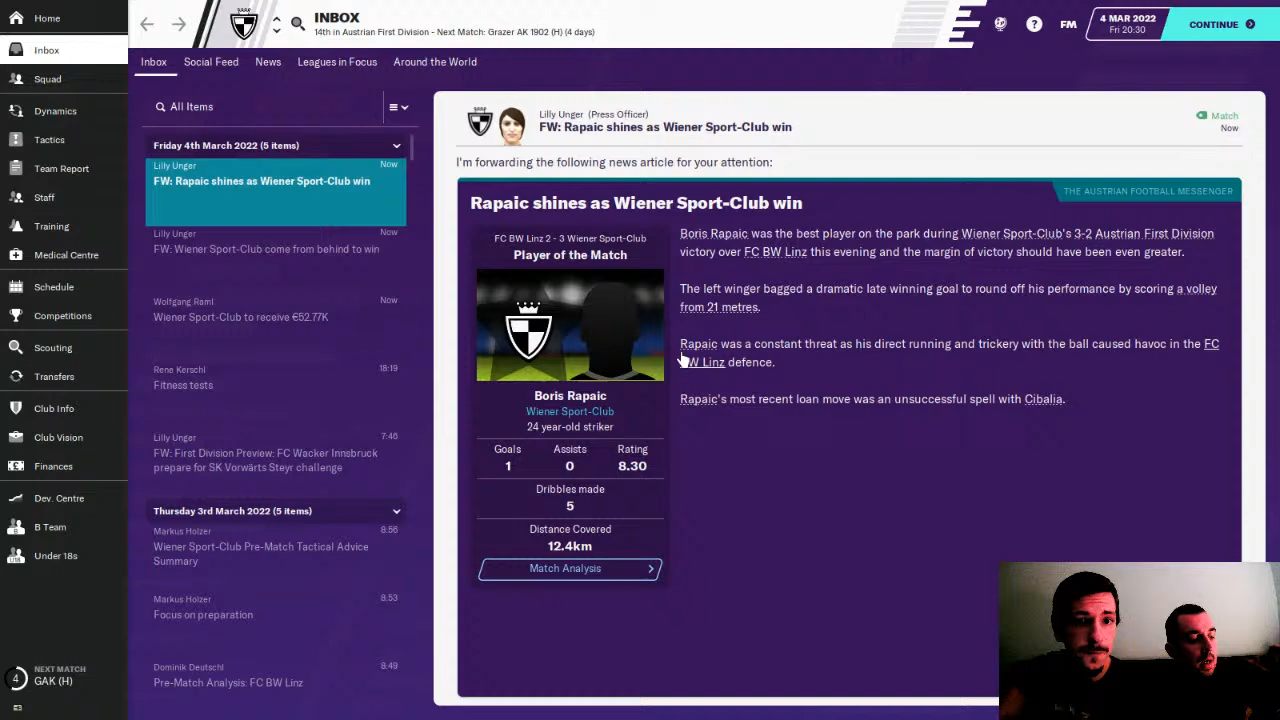 Home
Inbox
Squad
Dynamics
Tactics
Team Report
Staff
Training
Medical Centre
Schedule
Competitions
Scouting
Transfers
Club Info
Club Vision
Finances
Dev. Centre
B Team
Under 18s
4
NEXT MATCH
GAK (H)
INBOX
14th in Austrian First Division - Next Match: Grazer AK 1902 (H) (4 days)
?
FM
4 MAR 2022
Fri 20:30
CONTINUE
Inbox
Social Feed
News
Leagues in Focus
Around the World
All Items
Friday 4th March 2022 (5 items)
Lilly Unger
Now
FW: Rapaic shines as Wiener Sport-Club win
Lilly Unger
Now
FW: Wiener Sport-Club come from behind to win
Wolfgang Raml
Now
Wiener Sport-Club to receive €52.77K
Rene Kerschl
18:19
Fitness tests
Lilly Unger
7:46
FW: First Division Preview: FC Wacker Innsbruck
prepare for SK Vorwärts Steyr challenge
Thursday 3rd March 2022 (5 items)
Markus Holzer
8:56
Wiener Sport-Club Pre-Match Tactical Advice
Summary
Markus Holzer
8:53
Focus on preparation
Dominik Deutschl
8:49
Pre-Match Analysis: FC BW Linz
Lilly Unger (Press Officer)
FW: Rapaic shines as Wiener Sport-Club win
Match
Now
I'm forwarding the following news article for your attention:
THE AUSTRIAN FOOTBALL MESSENGER
Rapaic shines as Wiener Sport-Club win
FC BW Linz 2 - 3 Wiener Sport-Club
Player of the Match
Boris Rapaic
Wiener Sport-Club
24 year-old striker
Goals Assists Rating
1 0 8.30
Dribbles made
5
Distance Covered
12.4km
Match Analysis
Boris Rapaic was the best player on the park during Wiener Sport-Club's 3-2 Austrian First Division
victory over FC BW Linz this evening and the margin of victory should have been even greater.
The left winger bagged a dramatic late winning goal to round off his performance by scoring a volley
from 21 metres.
Rapaic was a constant threat as his direct running and trickery with the ball caused havoc in the FC
BW Linz defence.
Rapaic's most recent loan move was an unsuccessful spell with Cibalia.